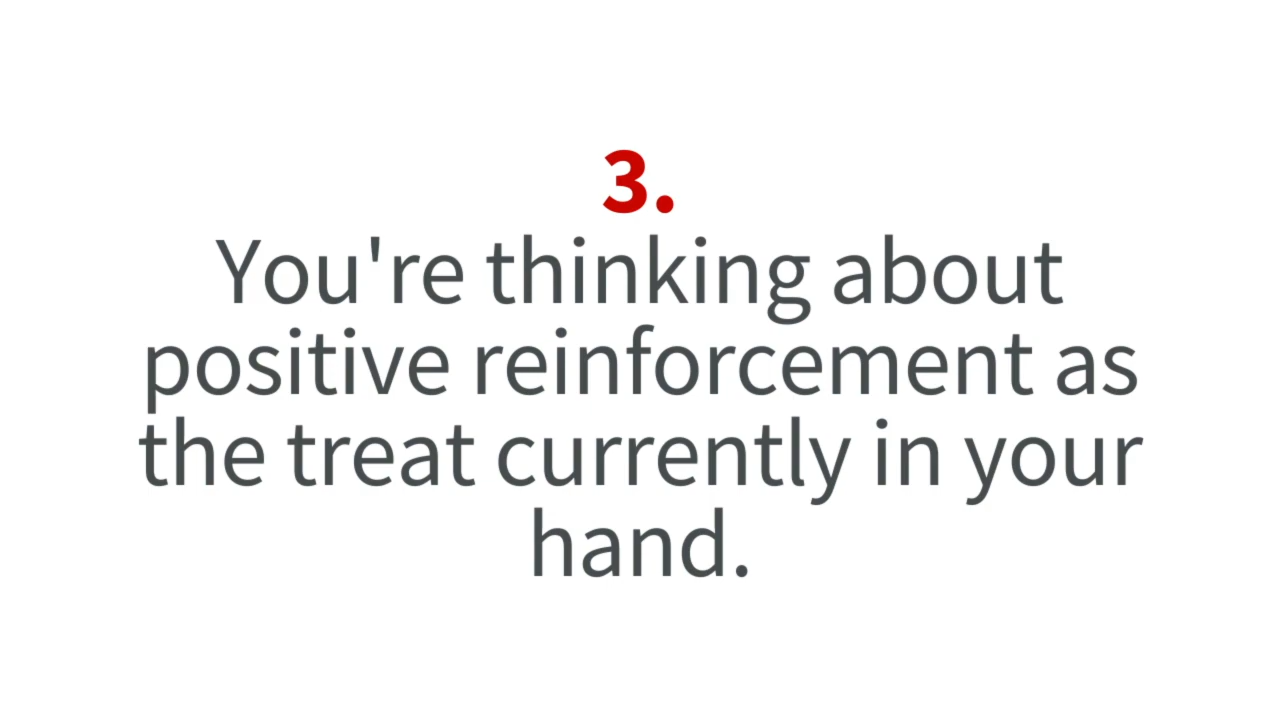 3.
You're thinking about
positive reinforcement as
the treat currently in your
hand.